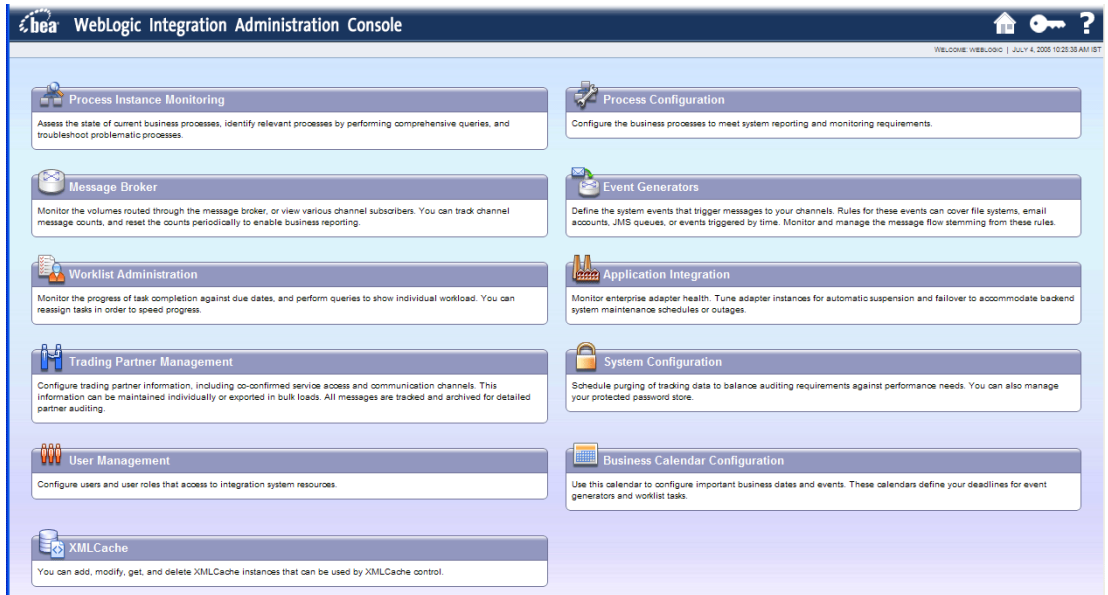 bea WebLogic Integration Administration Console ?
WELCOME: WEBLOGIC | JULY 4, 2005 10:25:38 AM IST
Process Instance Monitoring
Assess the state of current business processes, identify relevant processes by performing comprehensive queries, and
troubleshoot problematic processes.
Process Configuration
Configure the business processes to meet system reporting and monitoring requirements.
Message Broker
Monitor the volumes routed through the message broker, or view various channel subscribers. You can track channel
message counts, and reset the counts periodically to enable business reporting.
Event Generators
Define the system events that trigger messages to your channels. Rules for these events can cover file systems, email
accounts, JMS queues, or events triggered by time. Monitor and manage the message flow stemming from these rules.
Worklist Administration
Monitor the progress of task completion against due dates, and perform queries to show individual workload. You can
reassign tasks in order to speed progress.
Application Integration
Monitor enterprise adapter health. Tune adapter instances for automatic suspension and failover to accommodate backend
system maintenance schedules or outages.
Trading Partner Management
Configure trading partner information, including co-confirmed service access and communication channels. This
information can be maintained individually or exported in bulk loads. All messages are tracked and archived for detailed
partner auditing.
System Configuration
Schedule purging of tracking data to balance auditing requirements against performance needs. You can also manage
your protected password store.
User Management
Configure users and user roles that access to integration system resources.
Business Calendar Configuration
Use this calendar to configure important business dates and events. These calendars define your deadlines for event
generators and worklist tasks.
XMLCache
You can add, modify, get, and delete XMLCache instances that can be used by XMLCache control.